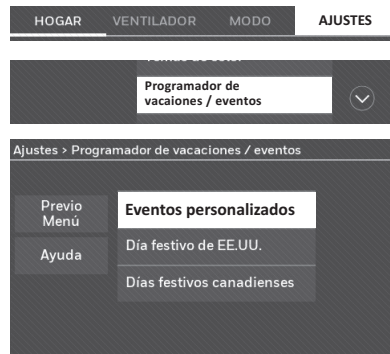 HOGAR VENTILADOR MODO AJUSTES
Programador de
vacaiones / eventos
Ajustes > Programador de vacaciones / eventos
Previo
Menú
Eventos personalizados
Ayuda
Día festivo de EE.UU.
Días festivos canadienses